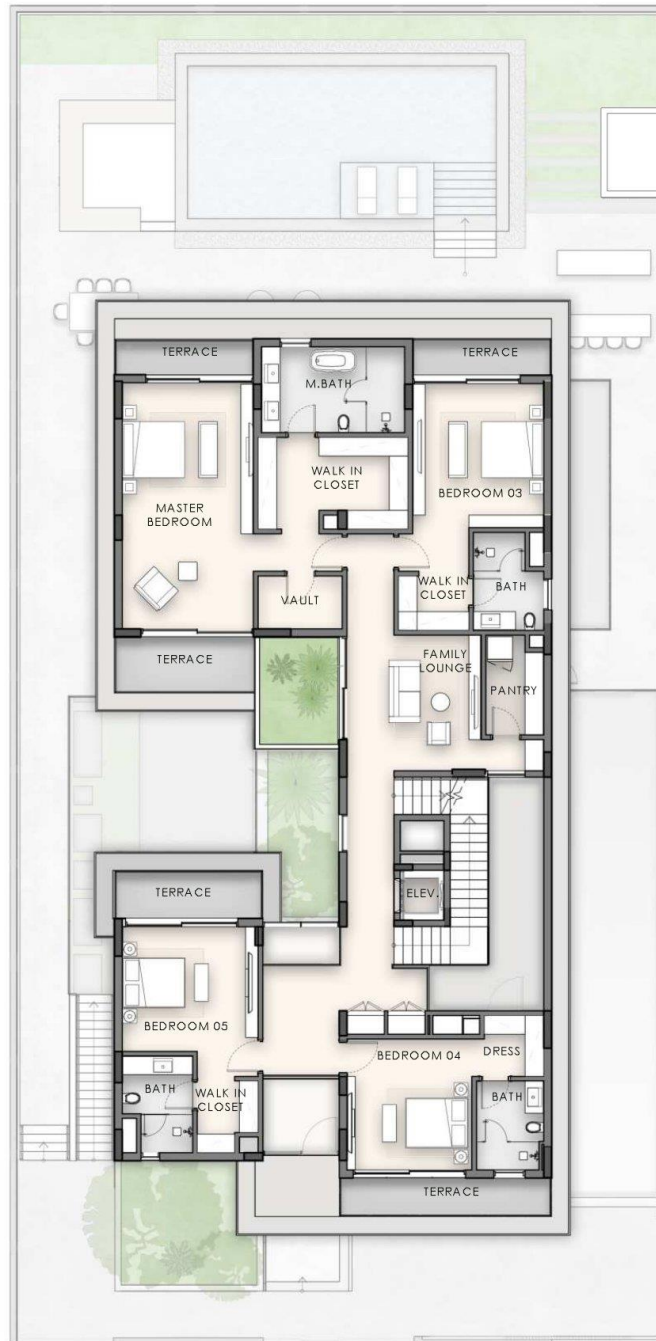 TERRACE
TERRACE
M.BATH
WALK IN
CLOSET
BEDROOM 03
MASTER
BEDROOM
WALK IN
CLOSET
BATH
VAULT
FAMILY
LOUNGE
TERRACE
PANTRY
TERRACE
ELEV.
BEDROOM 05
BEDROOM 04
DRESS
BATH
WALK IN
CLOSET
BATH
TERRACE